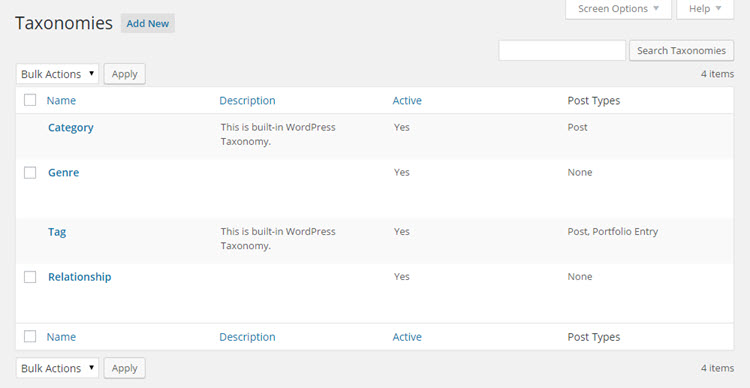 Screen Options ▼ Help ▼
Taxonomies Add New
Search Taxonomies
Bulk Actions ▼ Apply 4 items
Name Description Active Post Types
Category This is built-in WordPress Yes Post
Taxonomy.
Genre Yes None
Tag This is built-in WordPress Yes Post, Portfolio Entry
Taxonomy.
Relationship Yes None
Name Description Active Post Types
Bulk Actions ▼ Apply 4 items